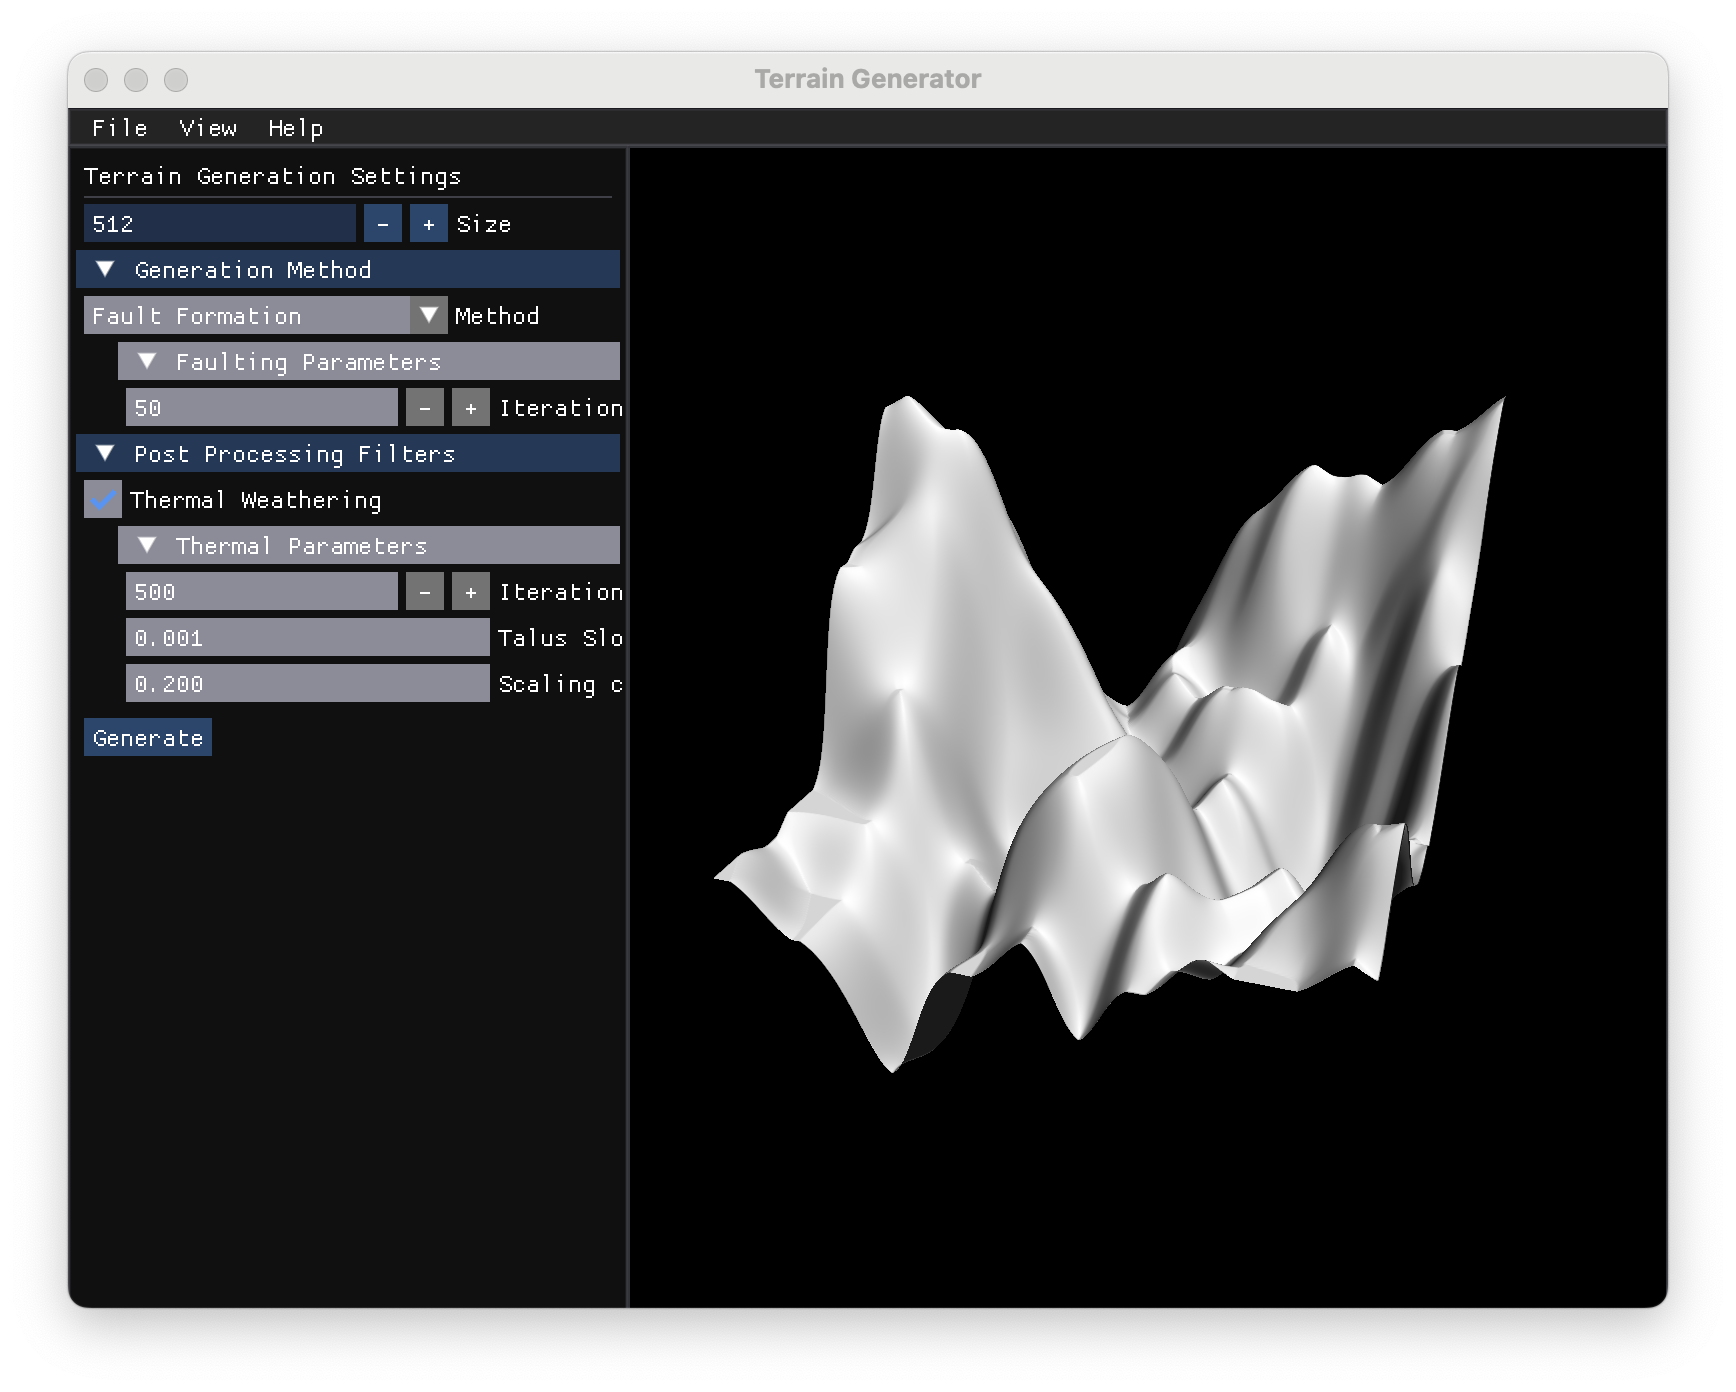 Terrain Generator
File View Help
Terrain Generation Settings
512 - + Size
Generation Method
Fault Formation Method
Faulting Parameters
50 - + Iteration
Post Processing Filters
Thermal Weathering
Thermal Parameters
500 - + Iteration
0.001 Talus Slo
0.200 Scaling c
Generate